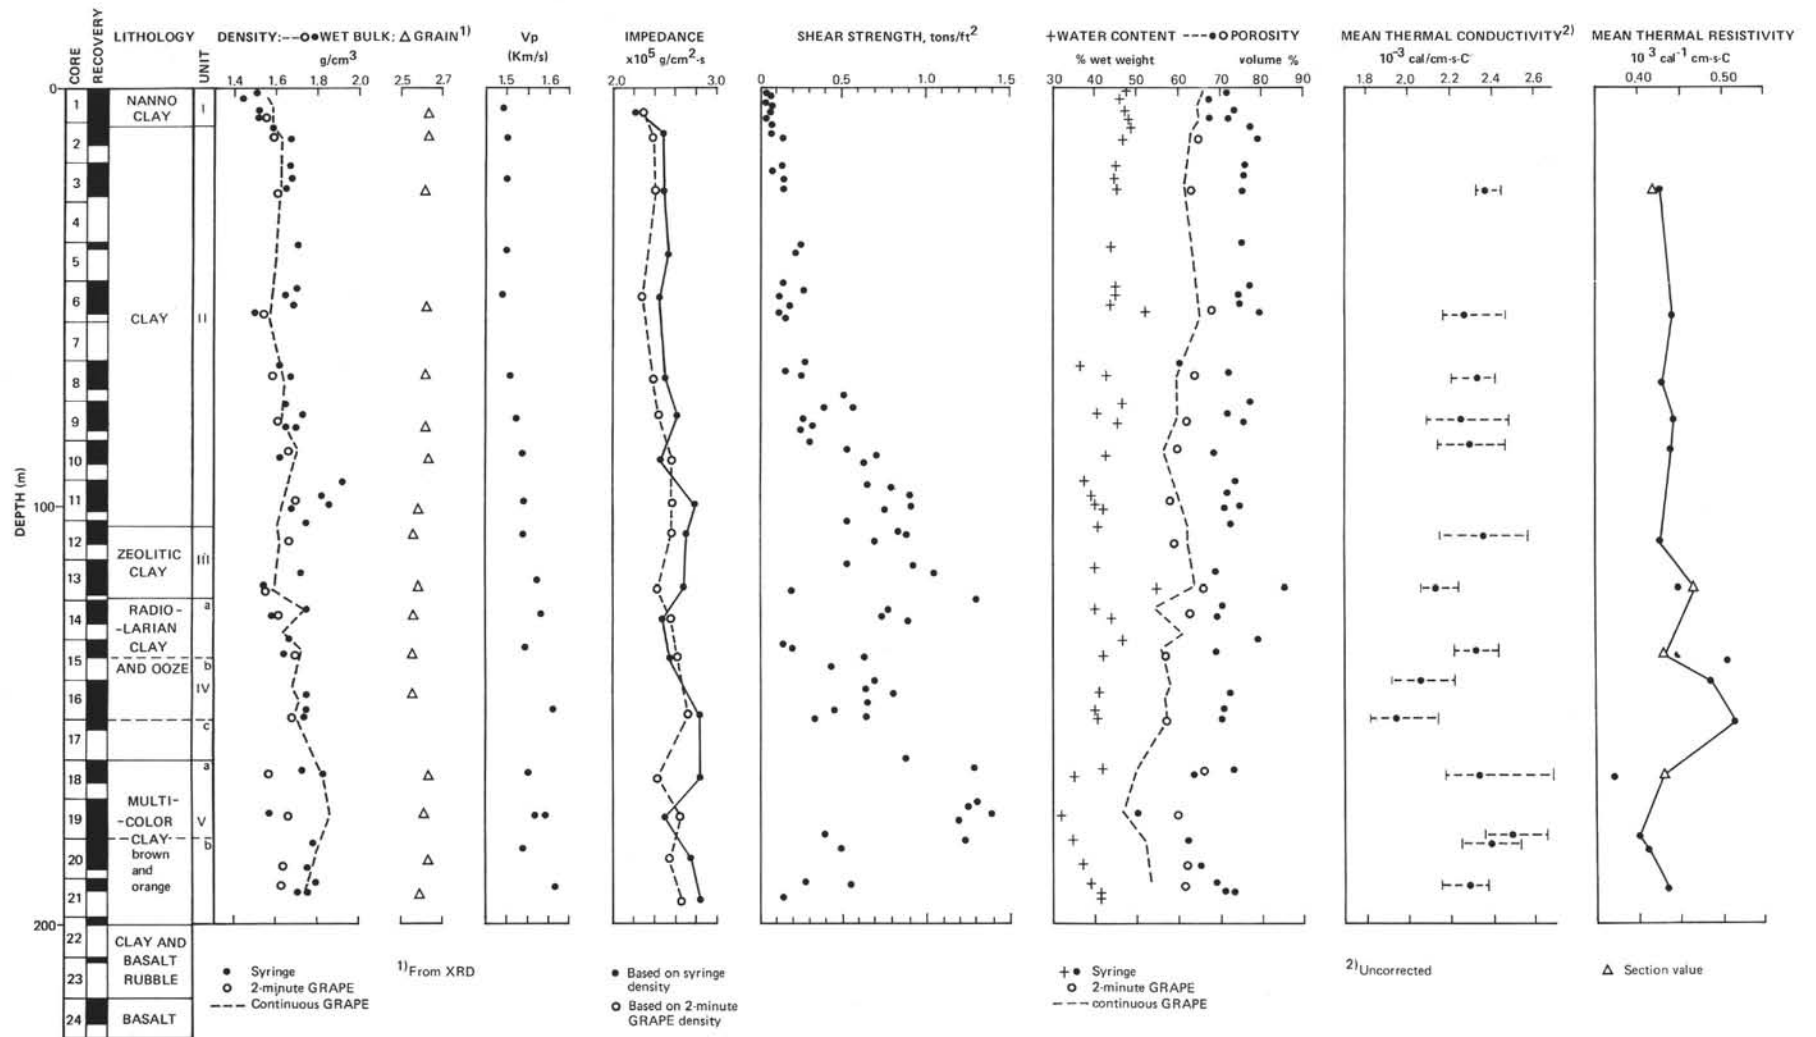 CORE
RECOVERY
LITHOLOGY
UNIT
DENSITY:--○●WET BULK; △ GRAIN 1)
g/cm3
1,4 1,6 1,8 2,0 2.5 2.7
Vp
(Km/s)
1.5 1.6
IMPEDANCE
x10 5 g/cm2-s
2.0 3.0
SHEAR STRENGTH, tons/ft2
0 0.5 1.0 1.5
+WATER CONTENT ---●○ POROSITY
% wet weight volume %
30 40 50 60 70 80 90
MEAN THERMAL CONDUCTIVITY2)
10-3 cal/cm-s-C
1.8 2.0 2.2 2.4 2.6
MEAN THERMAL RESISTIVITY
10 3 cal-1 cm-s-C
0,40 0,50
DEPTH (m)
0
100
200
1
2
3
4
5
6
7
8
9
10
11
12
13
14
15
16
17
18
19
20
21
22
23
24
NANNO
CLAY
I
CLAY
II
ZEOLITIC
CLAY
III
RADIO-
-LARIAN
CLAY
AND OOZE
a
b
IV
c
MULTI-
-COLOR
CLAY
brown
and
orange
a
V
b
CLAY AND
BASALT
RUBBLE
BASALT
● Syringe
○ 2-minute GRAPE
--- Continuous GRAPE
1)From XRD
● Based on syringe
density
○ Based on 2-minute
GRAPE density
+● Syringe
○ 2-minute GRAPE
--- continuous GRAPE
2)Uncorrected
△ Section value